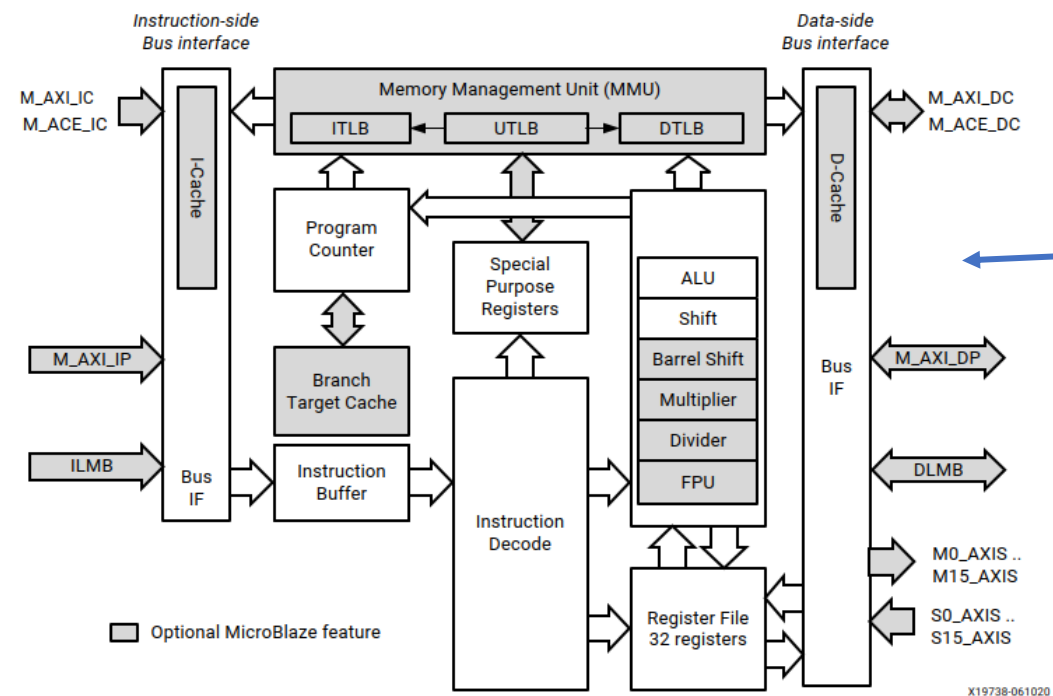 Instruction-side
Bus interface
Data-side
Bus interface
M_AXI_IC
M_ACE_IC
I-Cache
Memory Management Unit (MMU)
ITLB
UTLB
DTLB
D-Cache
M_AXI_DC
M_ACE_DC
Program
Counter
Special
Purpose
Registers
ALU
Shift
Barrel Shift
Multiplier
Divider
FPU
M_AXI_IP
Branch
Target Cache
Bus
IF
M_AXI_DP
ILMB
Bus
IF
Instruction
Buffer
Instruction
Decode
DLMB
Register File
32 registers
M0_AXIS ..
M15_AXIS
S0_AXIS ..
S15_AXIS
Optional MicroBlaze feature
X19738-061020